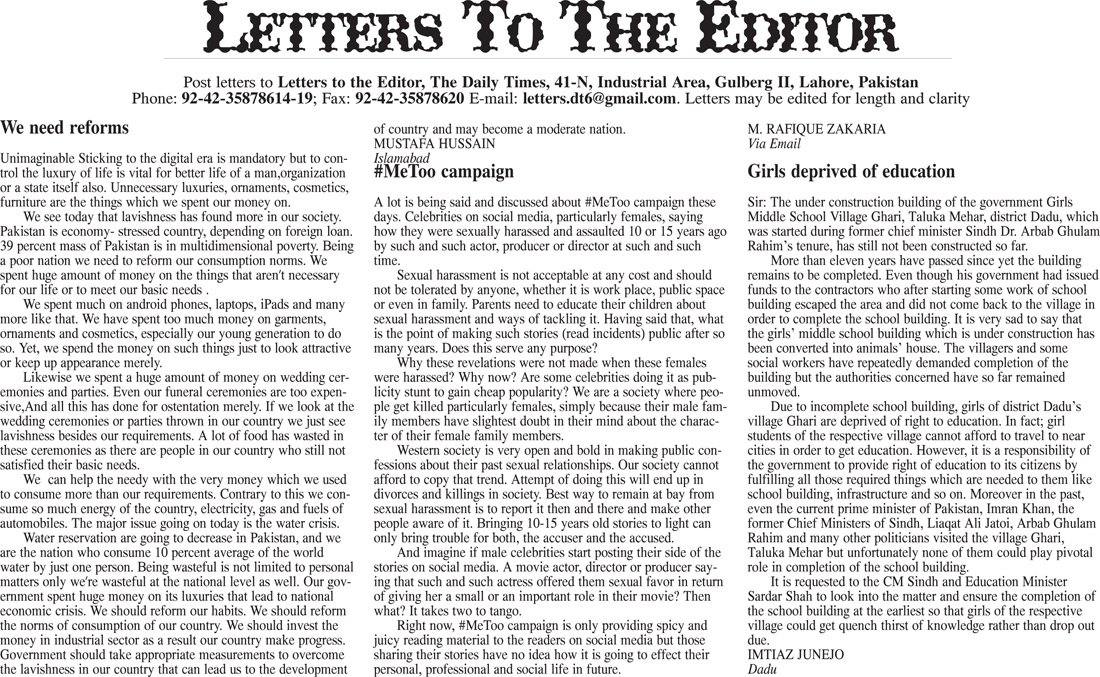 LETTERS TO THE EDITOR
Post letters to Letters to the Editor, The Daily Times, 41-N, Industrial Area, Gulberg II, Lahore, Pakistan
Phone: 92-42-35878614-19; Fax: 92-42-35878620 E-mail: letters.dt6@gmail.com. Letters may be edited for length and clarity
We need reforms
Unimaginable Sticking to the digital era is mandatory but to con-
trol the luxury of life is vital for better life of a man,organization
or a state itself also. Unnecessary luxuries, ornaments, cosmetics,
furniture are the things which we spent our money on.
We see today that lavishness has found more in our society.
Pakistan is economy- stressed country, depending on foreign loan.
39 percent mass of Pakistan is in multidimensional poverty. Being
a poor nation we need to reform our consumption norms. We
spent huge amount of money on the things that aren't necessary
for our life or to meet our basic needs .
We spent much on android phones, laptops, iPads and many
more like that. We have spent too much money on garments,
ornaments and cosmetics, especially our young generation to do
so. Yet, we spend the money on such things just to look attractive
or keep up appearance merely.
Likewise we spent a huge amount of money on wedding cer-
emonies and parties. Even our funeral ceremonies are too expen-
sive,And all this has done for ostentation merely. If we look at the
wedding ceremonies or parties thrown in our country we just see
lavishness besides our requirements. A lot of food has wasted in
these ceremonies as there are people in our country who still not
satisfied their basic needs.
We can help the needy with the very money which we used
to consume more than our requirements. Contrary to this we con-
sume so much energy of the country, electricity, gas and fuels of
automobiles. The major issue going on today is the water crisis.
Water reservation are going to decrease in Pakistan, and we
are the nation who consume 10 percent average of the world
water by just one person. Being wasteful is not limited to personal
matters only we're wasteful at the national level as well. Our gov-
ernment spent huge money on its luxuries that lead to national
economic crisis. We should reform our habits. We should reform
the norms of consumption of our country. We should invest the
money in industrial sector as a result our country make progress.
Government should take appropriate measurements to overcome
the lavishness in our country that can lead us to the development
of country and may become a moderate nation.
MUSTAFA HUSSAIN
Islamabad
#MeToo campaign
A lot is being said and discussed about #MeToo campaign these
days. Celebrities on social media, particularly females, saying
how they were sexually harassed and assaulted 10 or 15 years ago
by such and such actor, producer or director at such and such
time.
Sexual harassment is not acceptable at any cost and should
not be tolerated by anyone, whether it is work place, public space
or even in family. Parents need to educate their children about
sexual harassment and ways of tackling it. Having said that, what
is the point of making such stories (read incidents) public after so
many years. Does this serve any purpose?
Why these revelations were not made when these females
were harassed? Why now? Are some celebrities doing it as pub-
licity stunt to gain cheap popularity? We are a society where peo-
ple get killed particularly females, simply because their male fam-
ily members have slightest doubt in their mind about the charac-
ter of their female family members.
Western society is very open and bold in making public con-
fessions about their past sexual relationships. Our society cannot
afford to copy that trend. Attempt of doing this will end up in
divorces and killings in society. Best way to remain at bay from
sexual harassment is to report it then and there and make other
people aware of it. Bringing 10-15 years old stories to light can
only bring trouble for both, the accuser and the accused.
And imagine if male celebrities start posting their side of the
stories on social media. A movie actor, director or producer say-
ing that such and such actress offered them sexual favor in return
of giving her a small or an important role in their movie? Then
what? It takes two to tango.
Right now, #MeToo campaign is only providing spicy and
juicy reading material to the readers on social media but those
sharing their stories have no idea how it is going to effect their
personal, professional and social life in future.
M. RAFIQUE ZAKARIA
Via Email
Girls deprived of education
Sir: The under construction building of the government Girls
Middle School Village Ghari, Taluka Mehar, district Dadu, which
was started during former chief minister Sindh Dr. Arbab Ghulam
Rahim's tenure, has still not been constructed so far.
More than eleven years have passed since yet the building
remains to be completed. Even though his government had issued
funds to the contractors who after starting some work of school
building escaped the area and did not come back to the village in
order to complete the school building. It is very sad to say that
the girls' middle school building which is under construction has
been converted into animals' house. The villagers and some
social workers have repeatedly demanded completion of the
building but the authorities concerned have so far remained
unmoved.
Due to incomplete school building, girls of district Dadu's
village Ghari are deprived of right to education. In fact; girl
students of the respective village cannot afford to travel to near
cities in order to get education. However, it is a responsibility of
the government to provide right of education to its citizens by
fulfilling all those required things which are needed to them like
school building, infrastructure and so on. Moreover in the past,
even the current prime minister of Pakistan, Imran Khan, the
former Chief Ministers of Sindh, Liaqat Ali Jatoi, Arbab Ghulam
Rahim and many other politicians visited the village Ghari,
Taluka Mehar but unfortunately none of them could play pivotal
role in completion of the school building.
It is requested to the CM Sindh and Education Minister
Sardar Shah to look into the matter and ensure the completion of
the school building at the earliest so that girls of the respective
village could get quench thirst of knowledge rather than drop out
due.
IMTIAZ JUNEJO
Dadu